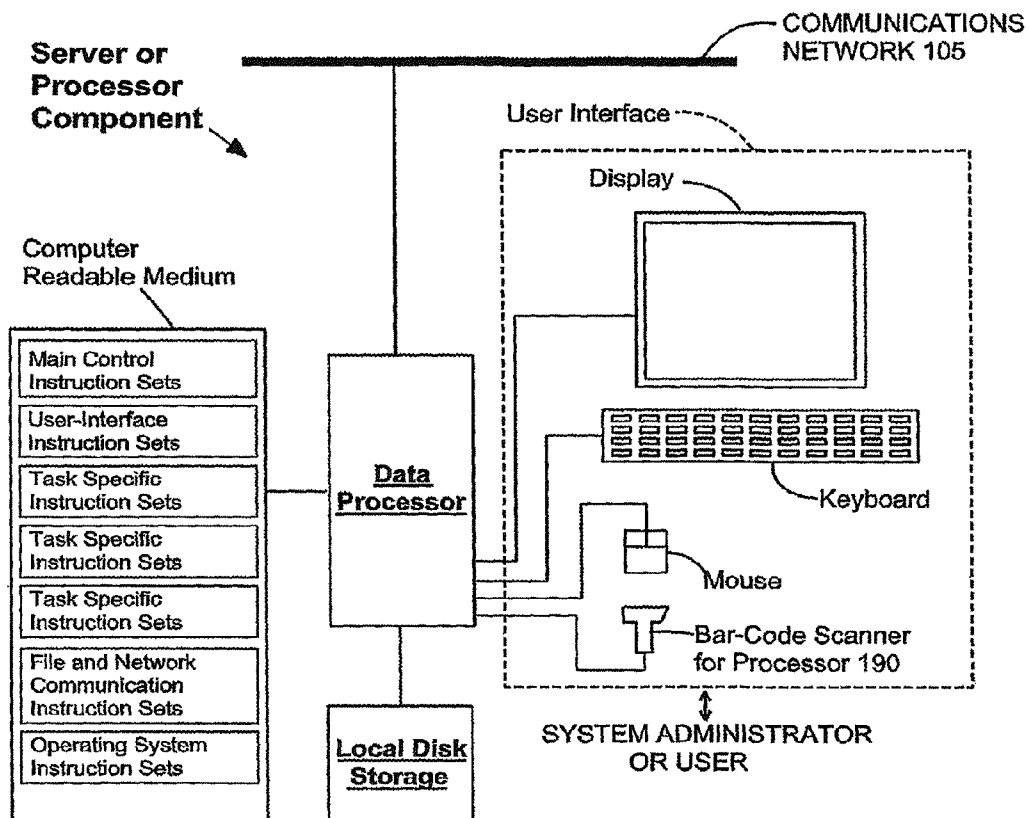 COMMUNICATIONS
NETWORK 105
Server or
Processor
Component
User Interface
Display
Computer
Readable Medium
Main Control
Instruction Sets
User-Interface
Instruction Sets
Task Specific
Instruction Sets
Task Specific
Instruction Sets
Task Specific
Instruction Sets
File and Network
Communication
Instruction Sets
Operating System
Instruction Sets
Data
Processor
Local Disk
Storage
Keyboard
Mouse
Bar-Code Scanner
for Processor 190
SYSTEM ADMINISTRATOR
OR USER